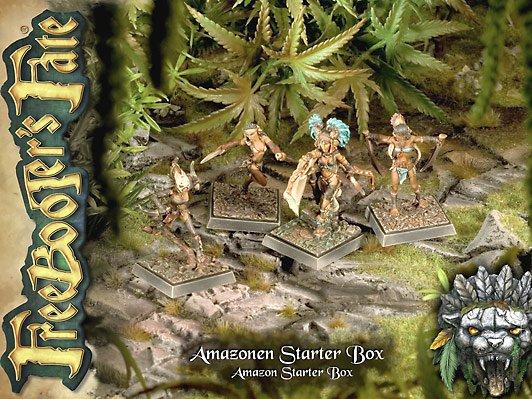 FreeBooTer's Fate
®
Amazonen Starter Box
Amazon Starter Box